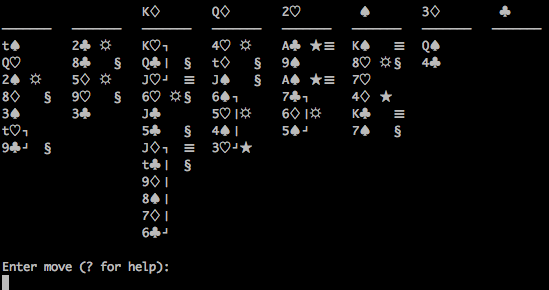 K♢ Q♢ 2♡ ♠ 3♢ ♣
t♠ 2♣ ☼ K♡┐ 4♡ ☼ A♣ ★≡ K♠ ≡ Q♠
Q♡ 8♣ § Q♣| § t♢ § 9♠ 8♡ ☼§ 4♣
2♠ ☼ 5♢ ☼ J♡┘ ≡ J♠ § A♠ ★≡ 7♡
8♢ § 9♡ § 6♡ ☼§ 6♠┐ 7♣┐ 4♢ ★
3♠ 3♣ J♣ 5♡|☼ 6♢|☼ K♣ ≡
t♡┐ 5♣ § 4♠| 5♠┘ 7♠ §
9♣┘ § J♢┐ ≡ 3♡┘★
t♣| §
9♢|
8♠|
7♢|
6♣┘
Enter move (? for help):